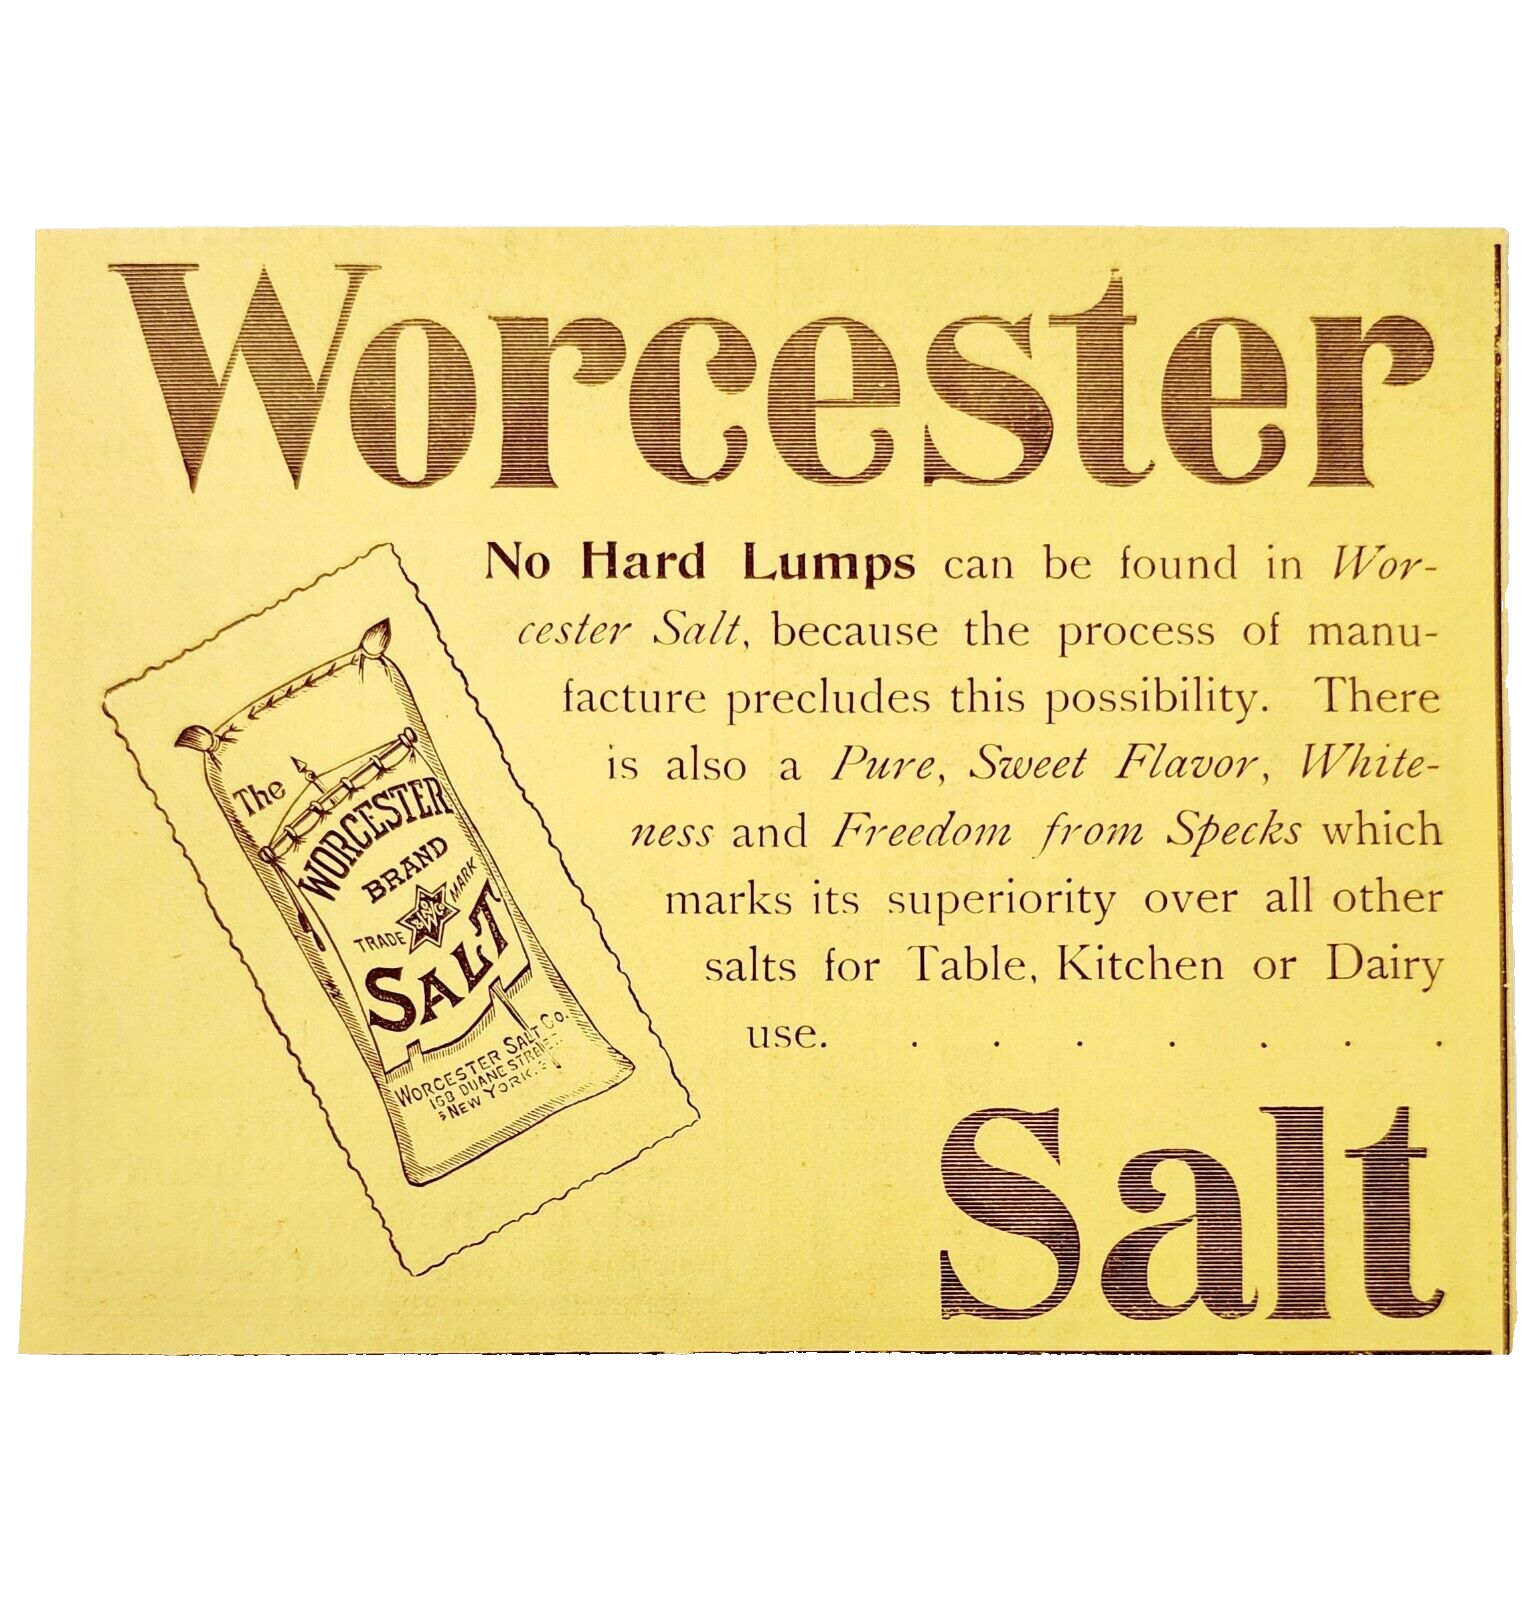 Worcester
No Hard Lumps can be found in Wor-
cester Salt, because the process of manu-
facture precludes this possibility. There
is also a Pure, Sweet Flavor, White-
ness and Freedom from Specks which
marks its superiority over all other
salts for Table, Kitchen or Dairy
use. . . . . . . .
The
WORCESTER
BRAND
TRADE MARK
SALT
WORCESTER SALT CO.
168 DUANE STREET
NEW YORK.
Salt